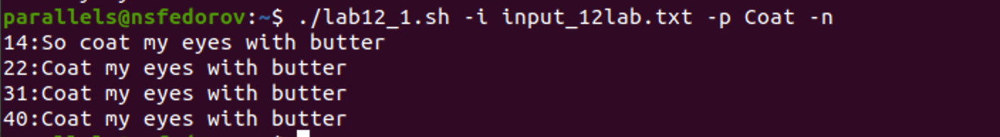 parallels@nsfedorov:~$ ./lab12_1.sh -i input_12lab.txt -p Coat -n
14:So coat my eyes with butter
22:Coat my eyes with butter
31:Coat my eyes with butter
40:Coat my eyes with butter